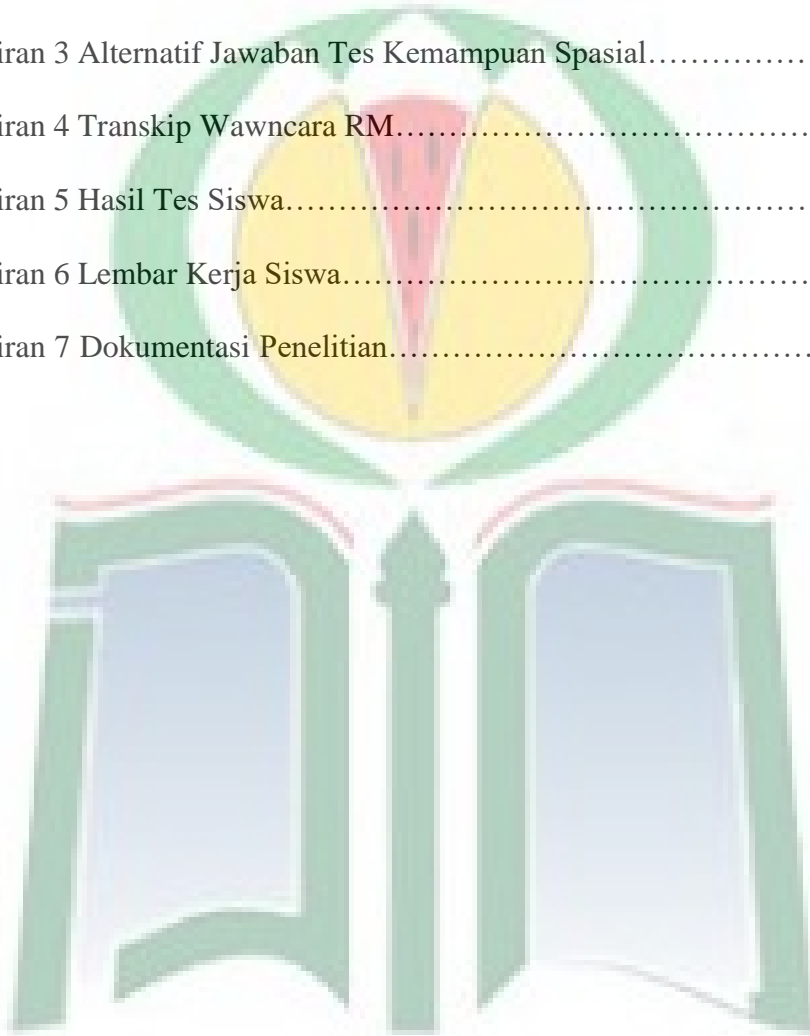 iran 3 Alternatif Jawaban Tes Kemampuan Spasial……………
iran 4 Transkip Wawncara RM……………………………………
iran 5 Hasil Tes Siswa………………………………………………
iran 6 Lembar Kerja Siswa…………………………………………
iran 7 Dokumentasi Penelitian……………………………………